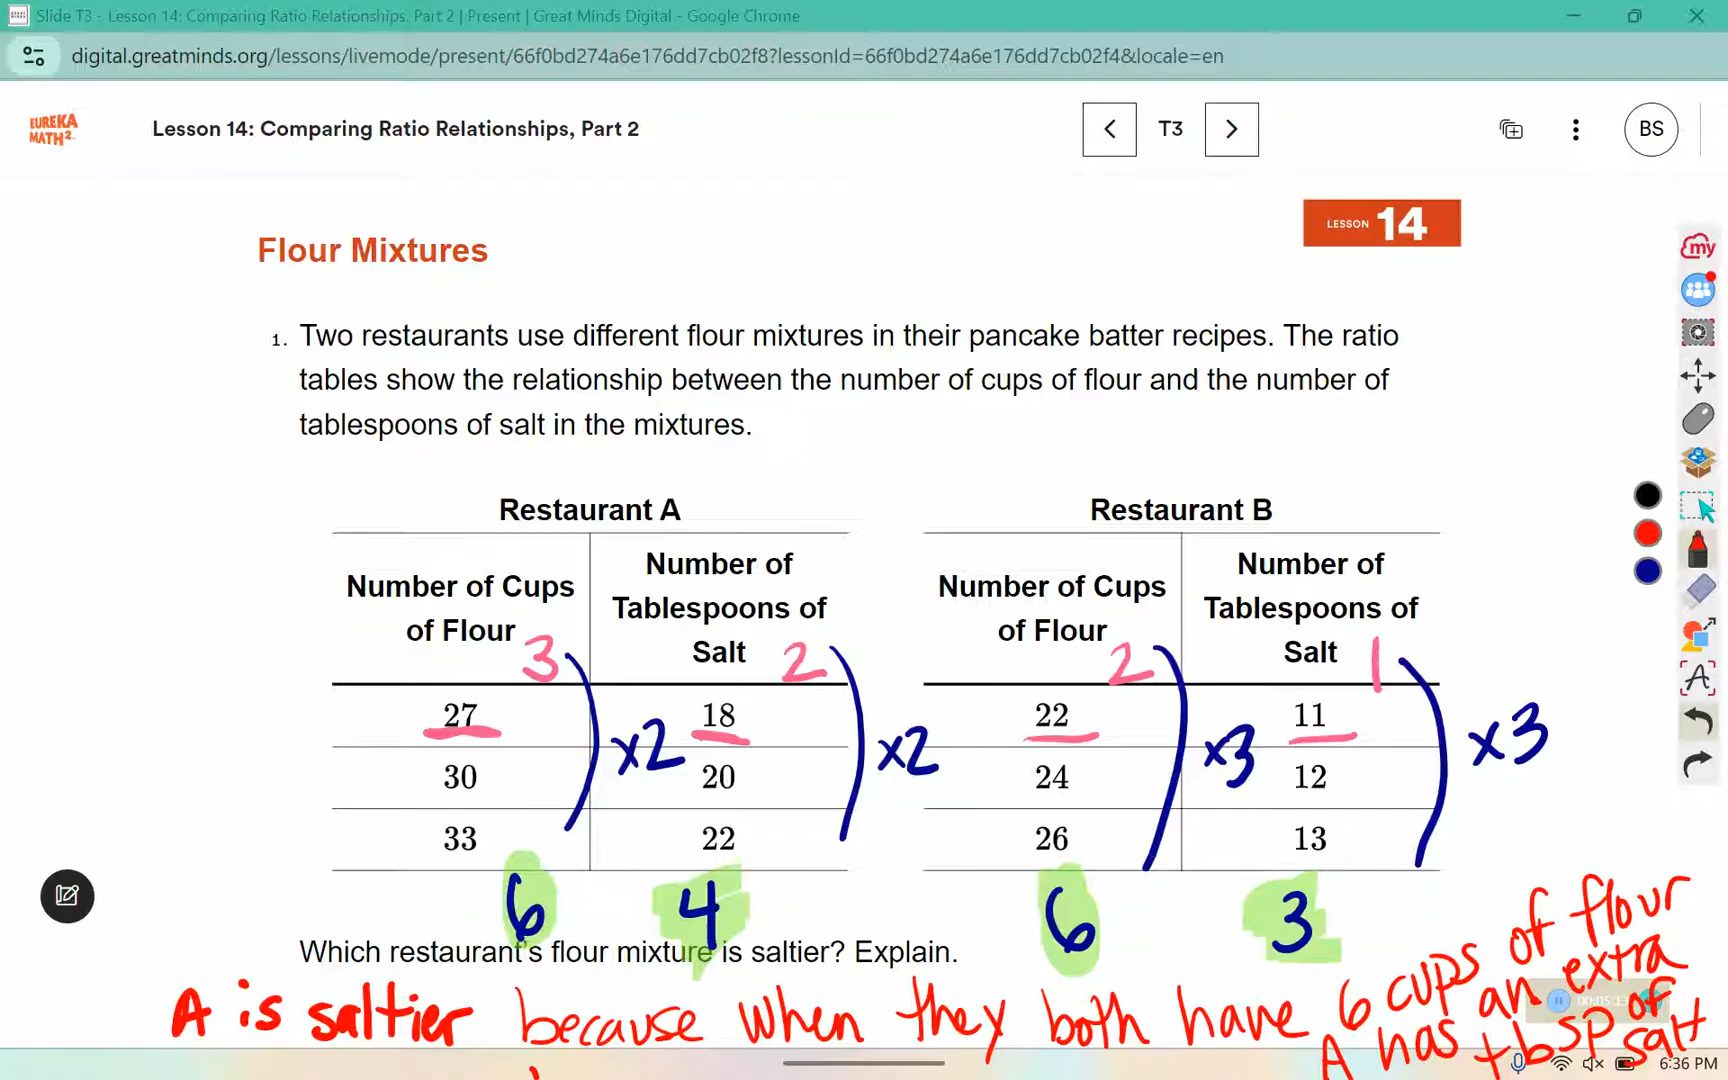 Slide T3 - Lesson 14: Comparing Ratio Relationships, Part 2 | Present | Great Minds Digital - Google Chrome
digital.greatminds.org/lessons/livemode/present/66f0bd274a6e176dd7cb02f8?lessonId=66f0bd274a6e176dd7cb02f4&locale=en
EUREKA MATH²
Lesson 14: Comparing Ratio Relationships, Part 2
T3
BS
LESSON 14
my
Flour Mixtures
1. Two restaurants use different flour mixtures in their pancake batter recipes. The ratio
tables show the relationship between the number of cups of flour and the number of
tablespoons of salt in the mixtures.
Restaurant A Restaurant B
Number of Cups of Flour Number of Tablespoons of Salt Number of Cups of Flour Number of Tablespoons of Salt
3 2 2 1
27 18 22 11
x2 x2 x3 x3
30 20 24 12
33 22 26 13
6 4 6 3
Which restaurant's flour mixture is saltier? Explain.
A is saltier because when they both have 6 cups of flour
A has an extra
tbsp of salt
A
6:36 PM